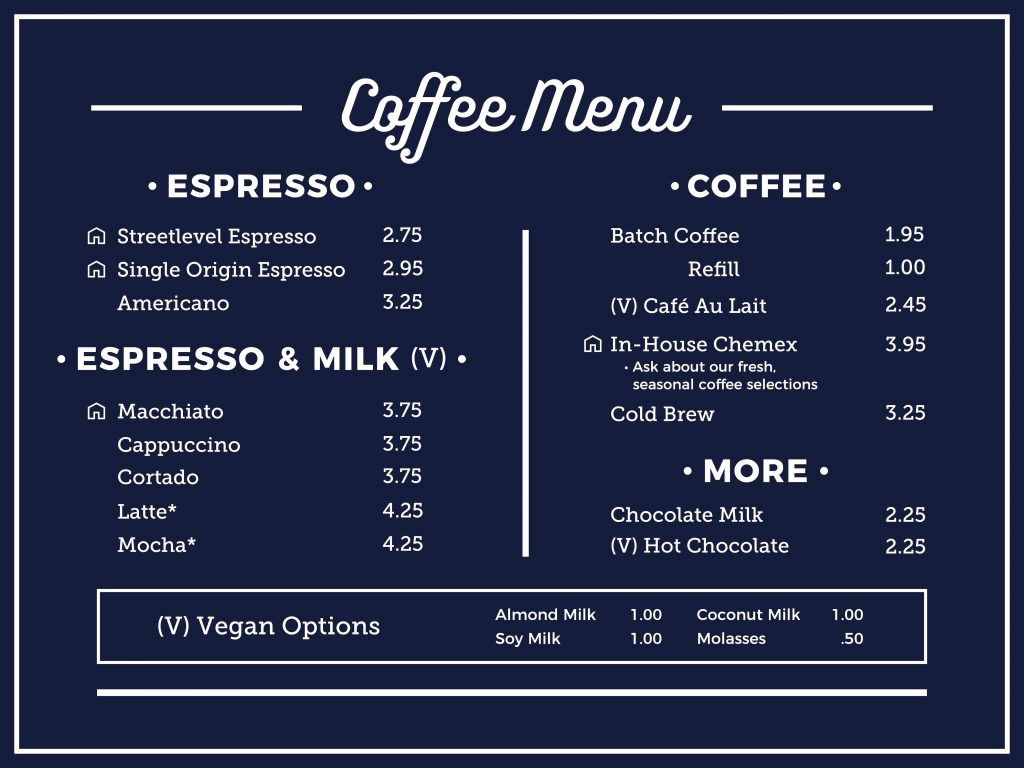 Coffee Menu
• ESPRESSO •
Streetlevel Espresso 2.75
Single Origin Espresso 2.95
Americano 3.25
• ESPRESSO & MILK (V) •
Macchiato 3.75
Cappuccino 3.75
Cortado 3.75
Latte* 4.25
Mocha* 4.25
• COFFEE •
Batch Coffee 1.95
Refill 1.00
(V) Café Au Lait 2.45
In-House Chemex 3.95
• Ask about our fresh,
seasonal coffee selections
Cold Brew 3.25
• MORE •
Chocolate Milk 2.25
(V) Hot Chocolate 2.25
(V) Vegan Options
Almond Milk 1.00 Coconut Milk 1.00
Soy Milk 1.00 Molasses .50